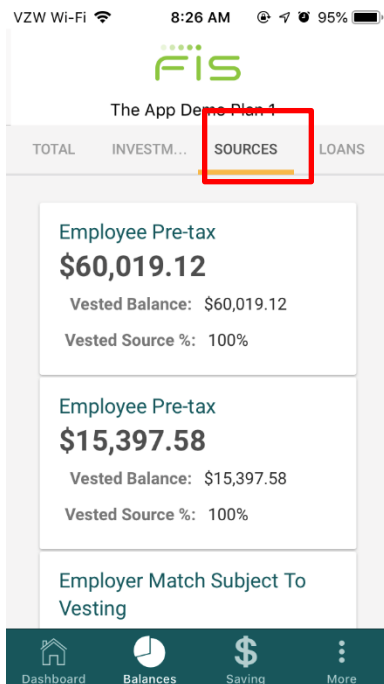 VZW Wi-Fi 8:26 AM 95%
FIS
The App Demo Plan 1
TOTAL INVESTM... SOURCES LOANS
Employee Pre-tax
$60,019.12
Vested Balance: $60,019.12
Vested Source %: 100%
Employee Pre-tax
$15,397.58
Vested Balance: $15,397.58
Vested Source %: 100%
Employer Match Subject To
Vesting
Dashboard Balances Saving More